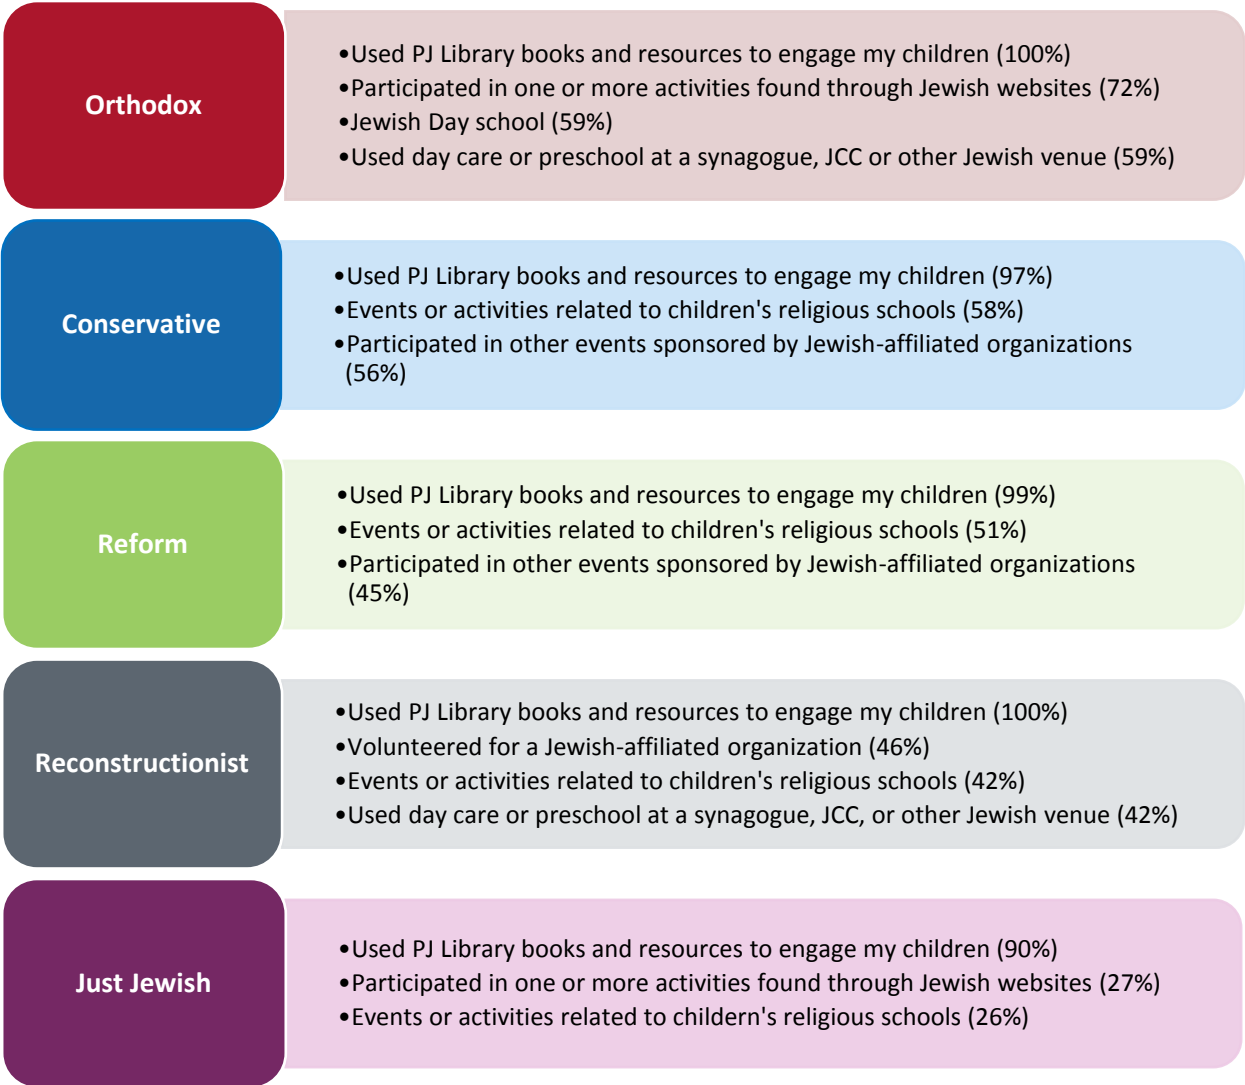 Orthodox
•Used PJ Library books and resources to engage my children (100%)
•Participated in one or more activities found through Jewish websites (72%)
•Jewish Day school (59%)
•Used day care or preschool at a synagogue, JCC or other Jewish venue (59%)
Conservative
•Used PJ Library books and resources to engage my children (97%)
•Events or activities related to children's religious schools (58%)
•Participated in other events sponsored by Jewish-affiliated organizations
(56%)
Reform
•Used PJ Library books and resources to engage my children (99%)
•Events or activities related to children's religious schools (51%)
•Participated in other events sponsored by Jewish-affiliated organizations
(45%)
Reconstructionist
•Used PJ Library books and resources to engage my children (100%)
•Volunteered for a Jewish-affiliated organization (46%)
•Events or activities related to children's religious schools (42%)
•Used day care or preschool at a synagogue, JCC, or other Jewish venue (42%)
Just Jewish
•Used PJ Library books and resources to engage my children (90%)
•Participated in one or more activities found through Jewish websites (27%)
•Events or activities related to childern's religious schools (26%)